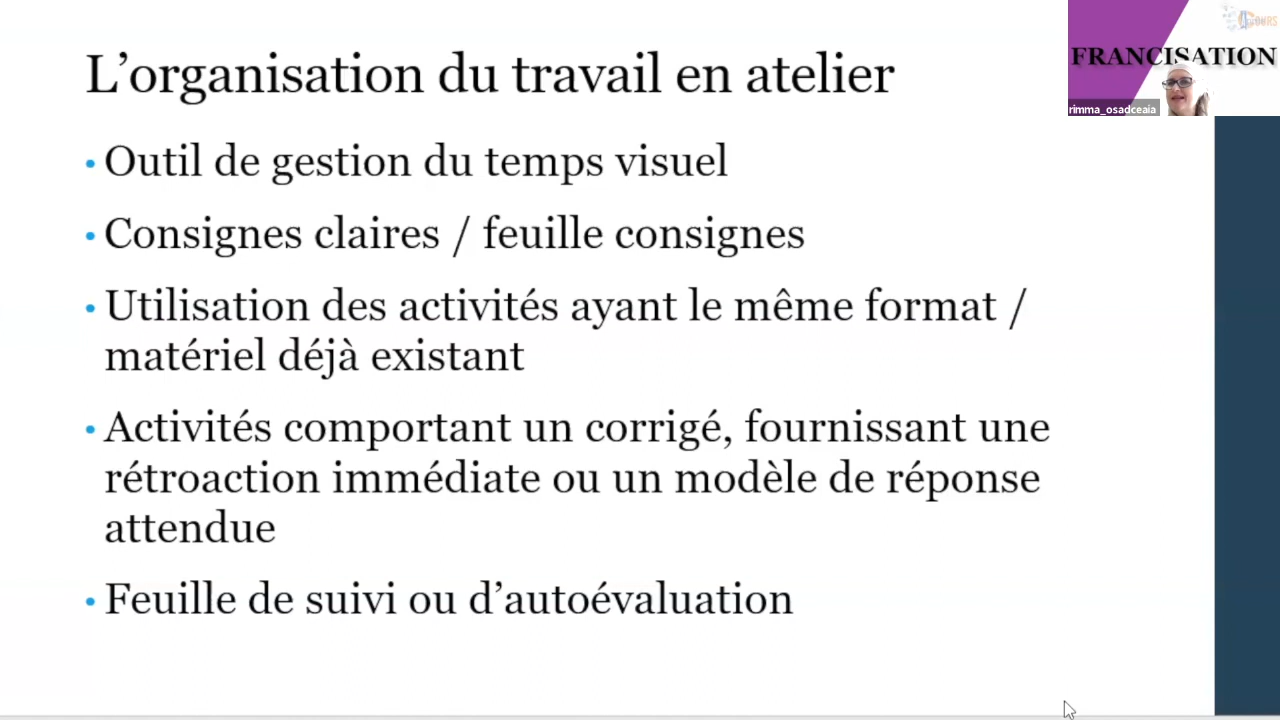 L’organisation du travail en atelier
FRANCISATION
rimma_osadceaia
• Outil de gestion du temps visuel
• Consignes claires / feuille consignes
• Utilisation des activités ayant le même format /
matériel déjà existant
• Activités comportant un corrigé, fournissant une
rétroaction immédiate ou un modèle de réponse
attendue
• Feuille de suivi ou d’autoévaluation